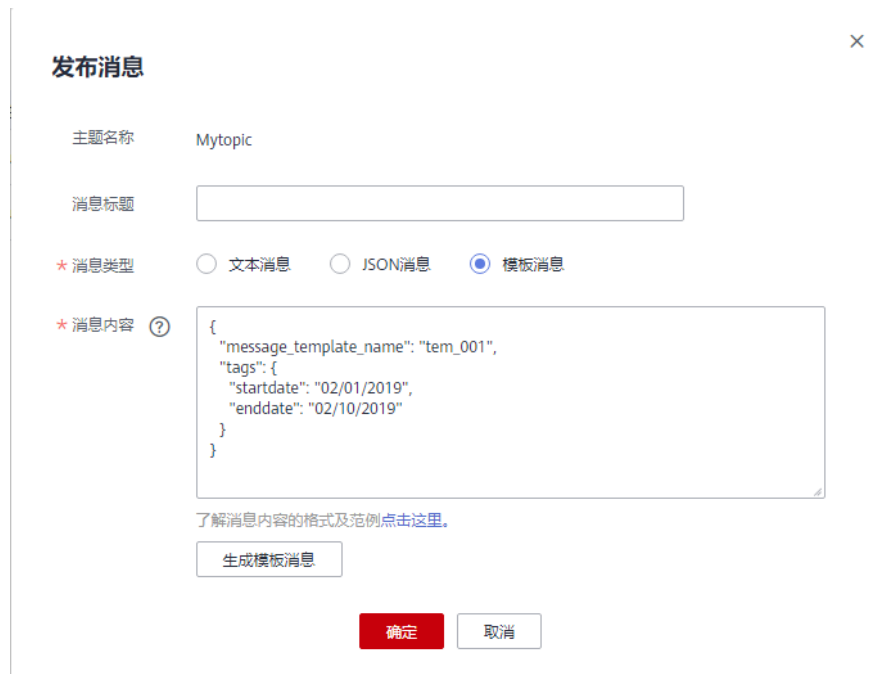 ×
发布消息
主题名称 Mytopic
消息标题
* 消息类型 文本消息 JSON消息 模板消息
* 消息内容 ?
{
"message_template_name": "tem_001",
"tags": {
"startdate": "02/01/2019",
"enddate": "02/10/2019"
}
}
了解消息内容的格式及范例点击这里。
生成模板消息
确定 取消